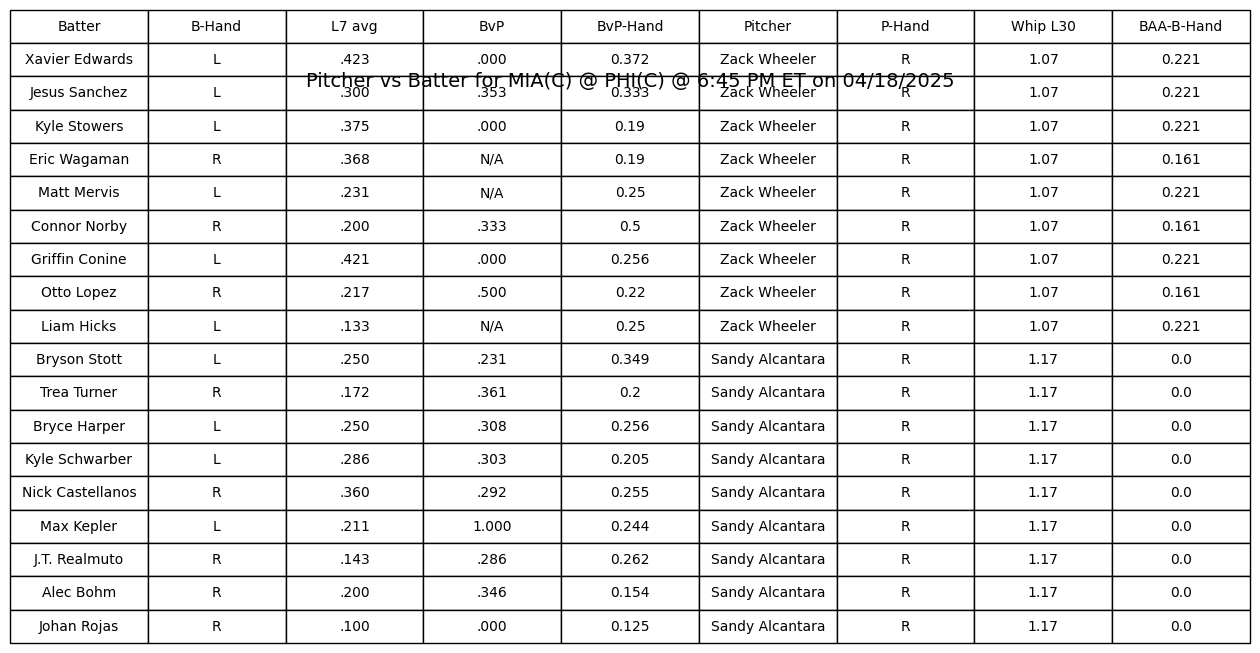 Batter B-Hand L7 avg BvP BvP-Hand Pitcher P-Hand Whip L30 BAA-B-Hand
Xavier Edwards L .423 .000 0.372 Zack Wheeler R 1.07 0.221
Pitcher vs Batter for MIA(C) @ PHI(C) @ 6:45 PM ET on 04/18/2025
Jesus Sanchez L .300 .353 0.333 Zack Wheeler R 1.07 0.221
Kyle Stowers L .375 .000 0.19 Zack Wheeler R 1.07 0.221
Eric Wagaman R .368 N/A 0.19 Zack Wheeler R 1.07 0.161
Matt Mervis L .231 N/A 0.25 Zack Wheeler R 1.07 0.221
Connor Norby R .200 .333 0.5 Zack Wheeler R 1.07 0.161
Griffin Conine L .421 .000 0.256 Zack Wheeler R 1.07 0.221
Otto Lopez R .217 .500 0.22 Zack Wheeler R 1.07 0.161
Liam Hicks L .133 N/A 0.25 Zack Wheeler R 1.07 0.221
Bryson Stott L .250 .231 0.349 Sandy Alcantara R 1.17 0.0
Trea Turner R .172 .361 0.2 Sandy Alcantara R 1.17 0.0
Bryce Harper L .250 .308 0.256 Sandy Alcantara R 1.17 0.0
Kyle Schwarber L .286 .303 0.205 Sandy Alcantara R 1.17 0.0
Nick Castellanos R .360 .292 0.255 Sandy Alcantara R 1.17 0.0
Max Kepler L .211 1.000 0.244 Sandy Alcantara R 1.17 0.0
J.T. Realmuto R .143 .286 0.262 Sandy Alcantara R 1.17 0.0
Alec Bohm R .200 .346 0.154 Sandy Alcantara R 1.17 0.0
Johan Rojas R .100 .000 0.125 Sandy Alcantara R 1.17 0.0